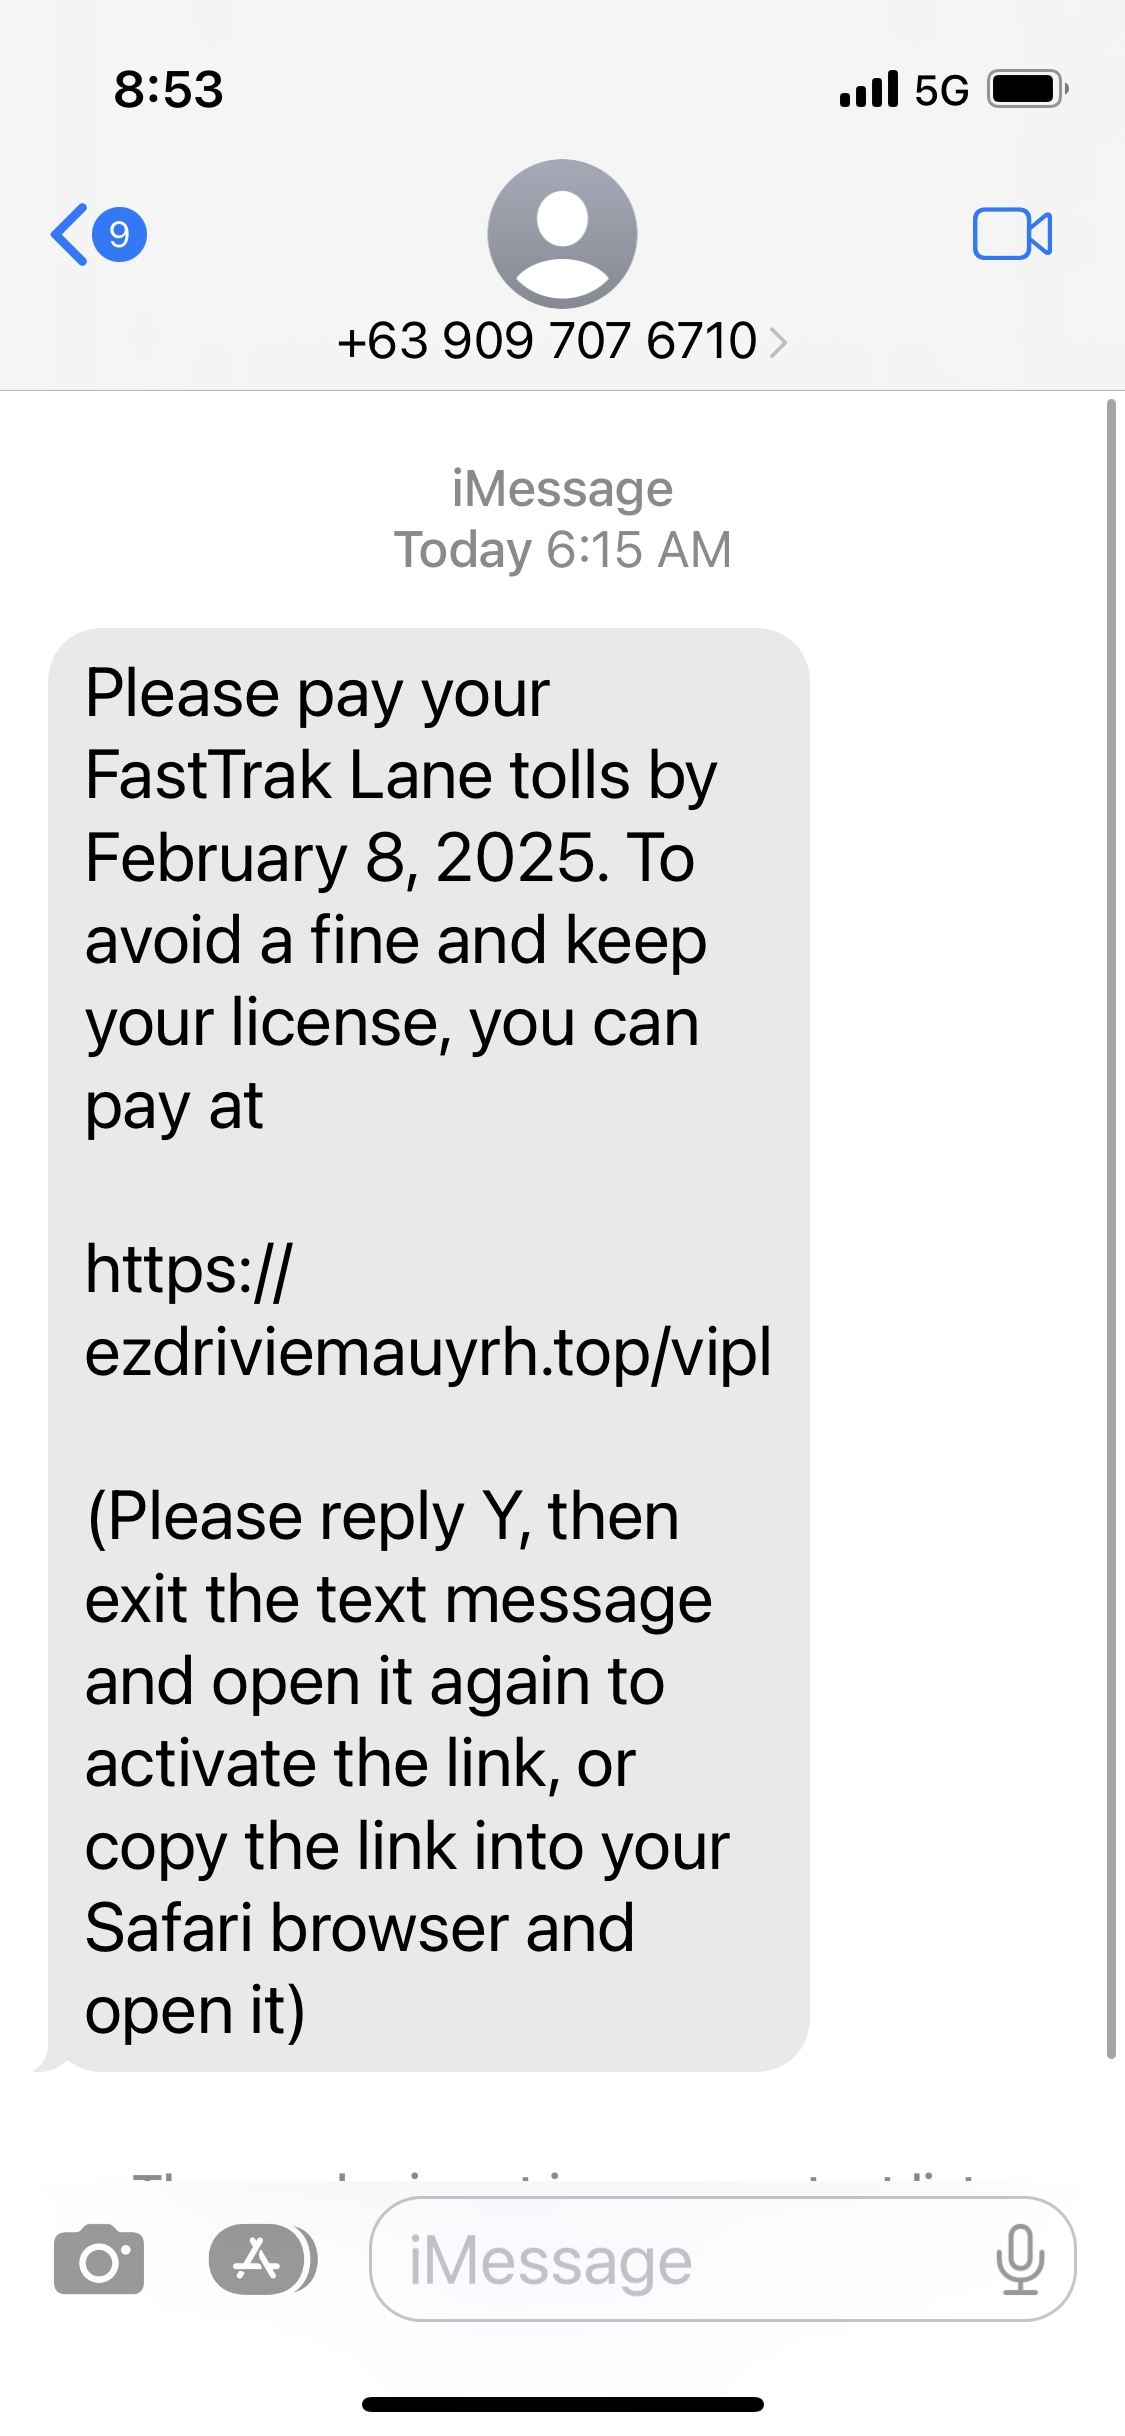 8:53
5G
9
+63 909 707 6710
iMessage
Today 6:15 AM
Please pay your
FastTrak Lane tolls by
February 8, 2025. To
avoid a fine and keep
your license, you can
pay at
https://
ezdriviemauyrh.top/vipl
(Please reply Y, then
exit the text message
and open it again to
activate the link, or
copy the link into your
Safari browser and
open it)
iMessage